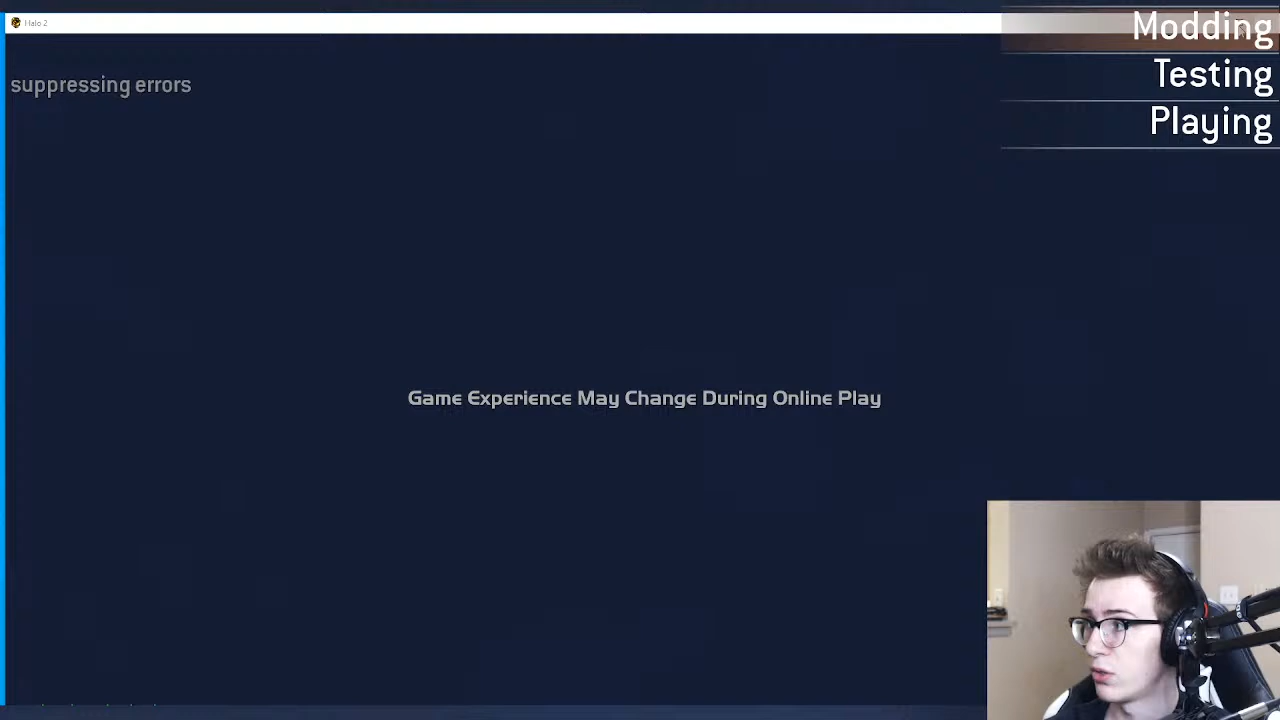 Halo 2
Modding
suppressing errors
Testing
Playing
Game Experience May Change During Online Play